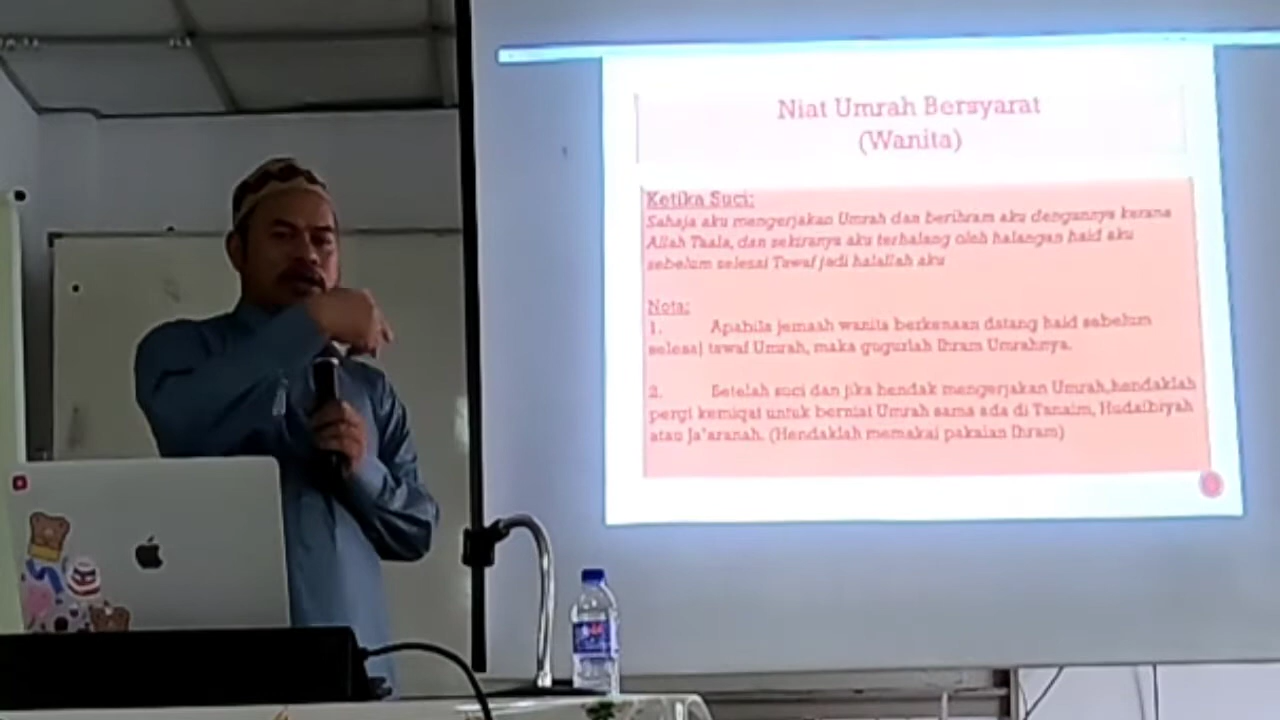 Niat Umrah Bersyarat
(Wanita)
Ketika Suci:
Sahaja aku mengerjakan Umrah dan berihram aku dengannya kerana
Allah Taala, dan sekiranya aku terhalang oleh halangan haid aku
sebelum selesai Tawaf jadi halallah aku
Nota:
1. Apabila jemaah wanita berkenaan datang haid sebelum
selesai tawaf Umrah, maka gugurlah Ihram Umrahnya.
2. Setelah suci dan jika hendak mengerjakan Umrah,hendaklah
pergi kemiqat untuk berniat Umrah sama ada di Tanaim, Hudaibiyah
atau Ja'aranah. (Hendaklah memakai pakaian Ihram)